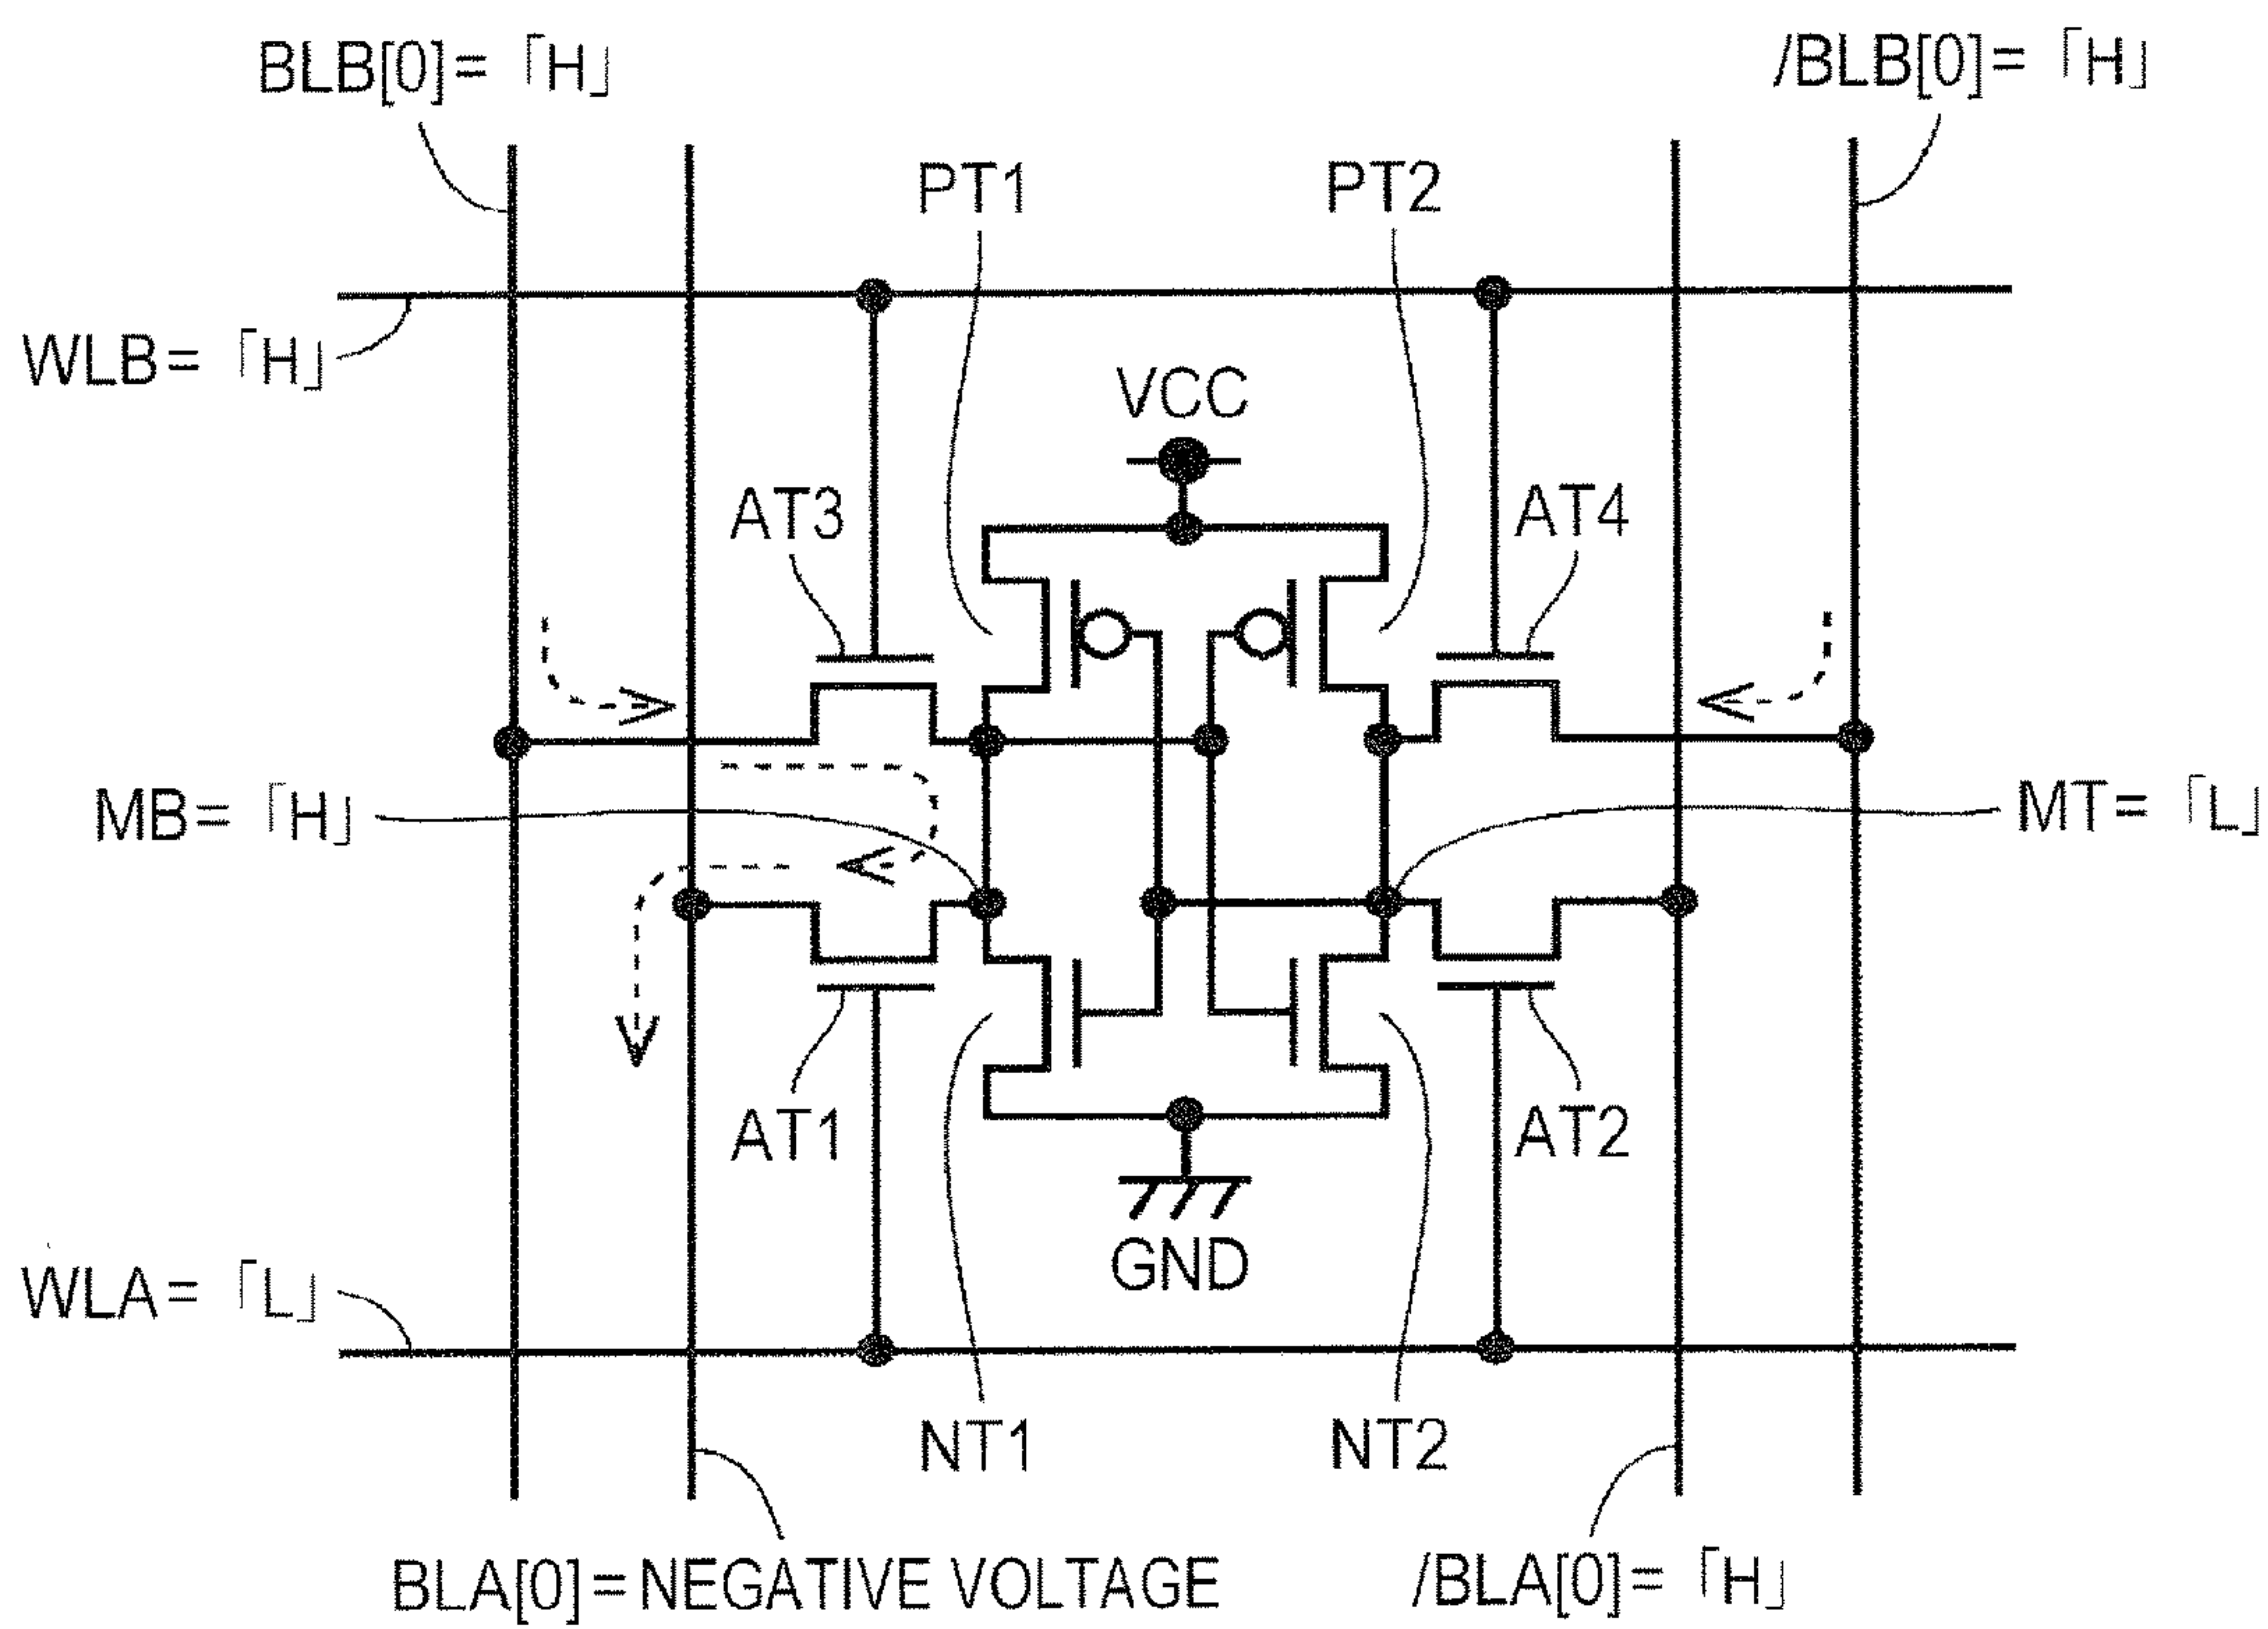 BLB[0]=「H」
/BLB[0]=「H」
PT1
PT2
WLB=「H」
VCC
AT3
AT4
MB=「H」
MT=「L」
AT1
AT2
GND
WLA=「L」
NT1
NT2
BLA[0]=NEGATIVE VOLTAGE
/BLA[0]=「H」